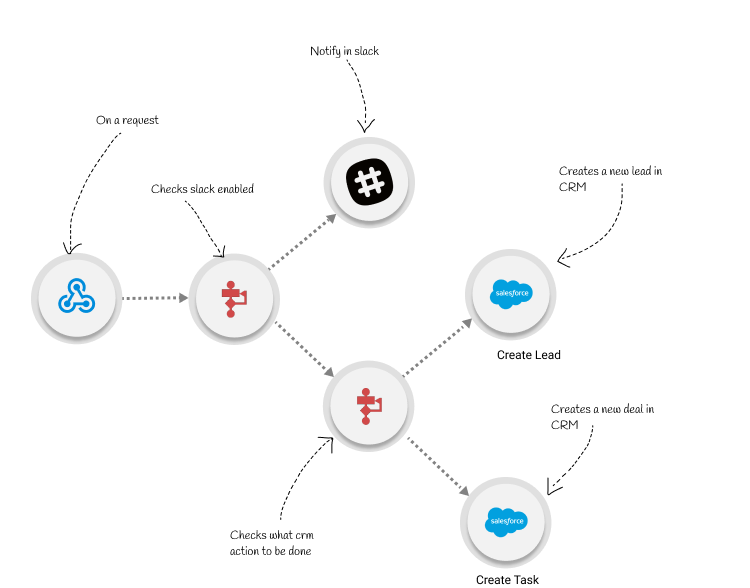 Notify in slack
On a request
Creates a new lead in
CRM
Checks slack enabled
salesforce
Create Lead
Creates a new deal in
CRM
salesforce
Checks what crm
action to be done
Create Task